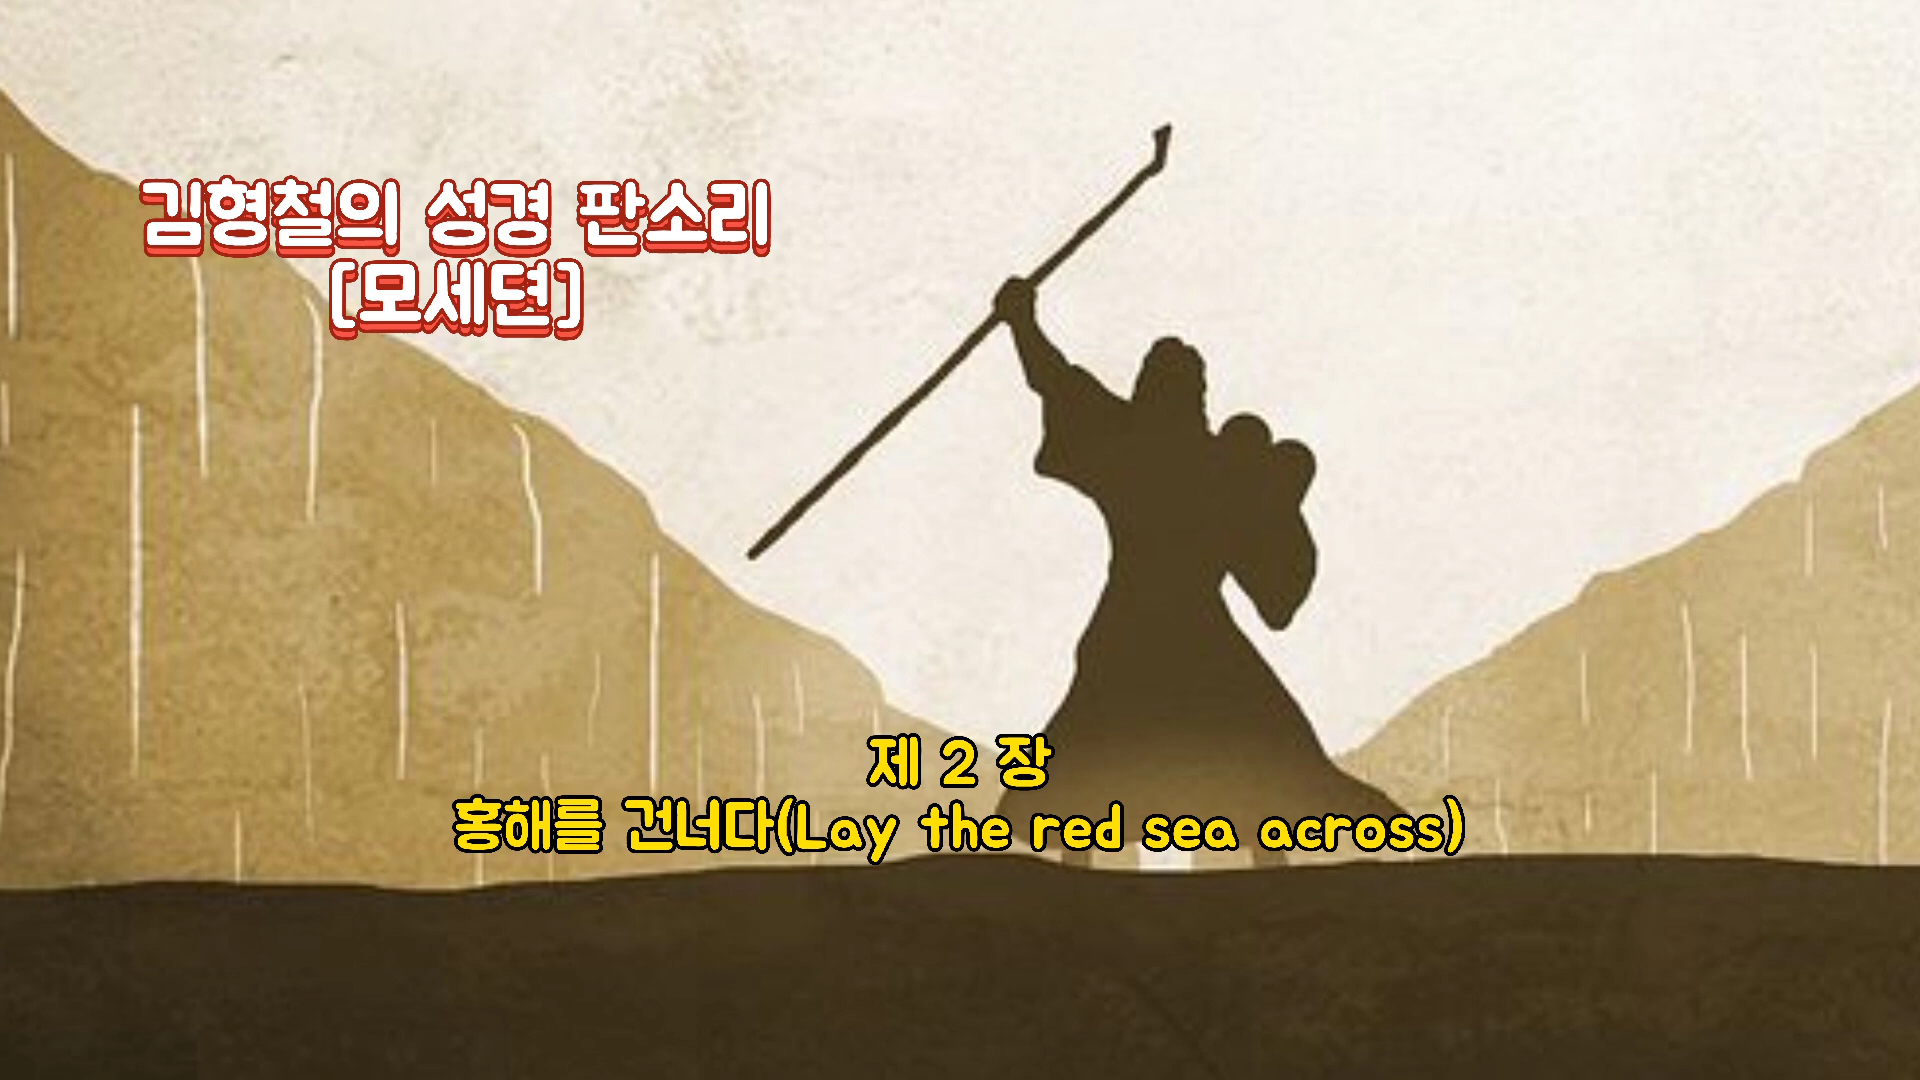 김형철의 성경 판소리
[모세뎐]
제 2 장
홍해를 건너다(Lay the red sea across)